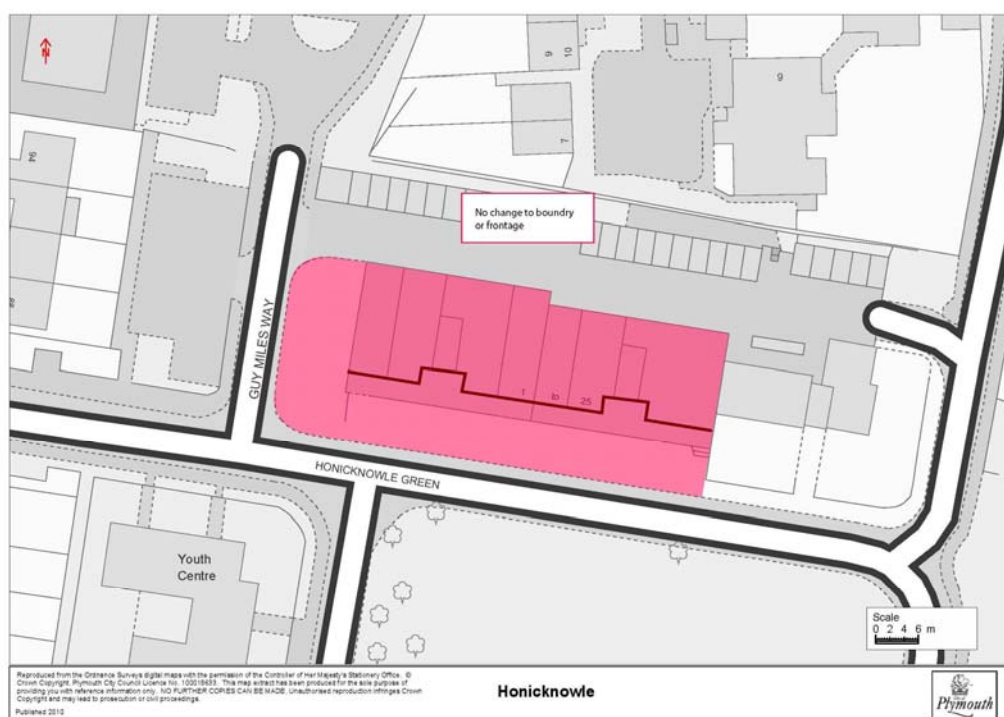 N
94
88
9
10
7
9
No change to boundry
or frontage
GUY MILES WAY
1 to 25
HONICKNOWLE GREEN
Youth
Centre
Scale
0 2 4 6 m
Reproduced from the Ordnance Surveys digital maps with the permission of the Controller of Her Majesty's Stationery Office. ©
Crown Copyright. Plymouth City Council Licence No. 100018633. This map extract has been produced for the sole purpose of
providing you with reference information only. NO FURTHER COPIES CAN BE MADE. Unauthorised reproduction infringes Crown
Copyright and may lead to prosecution or civil proceedings.
Published 2010
Honicknowle
Plymouth